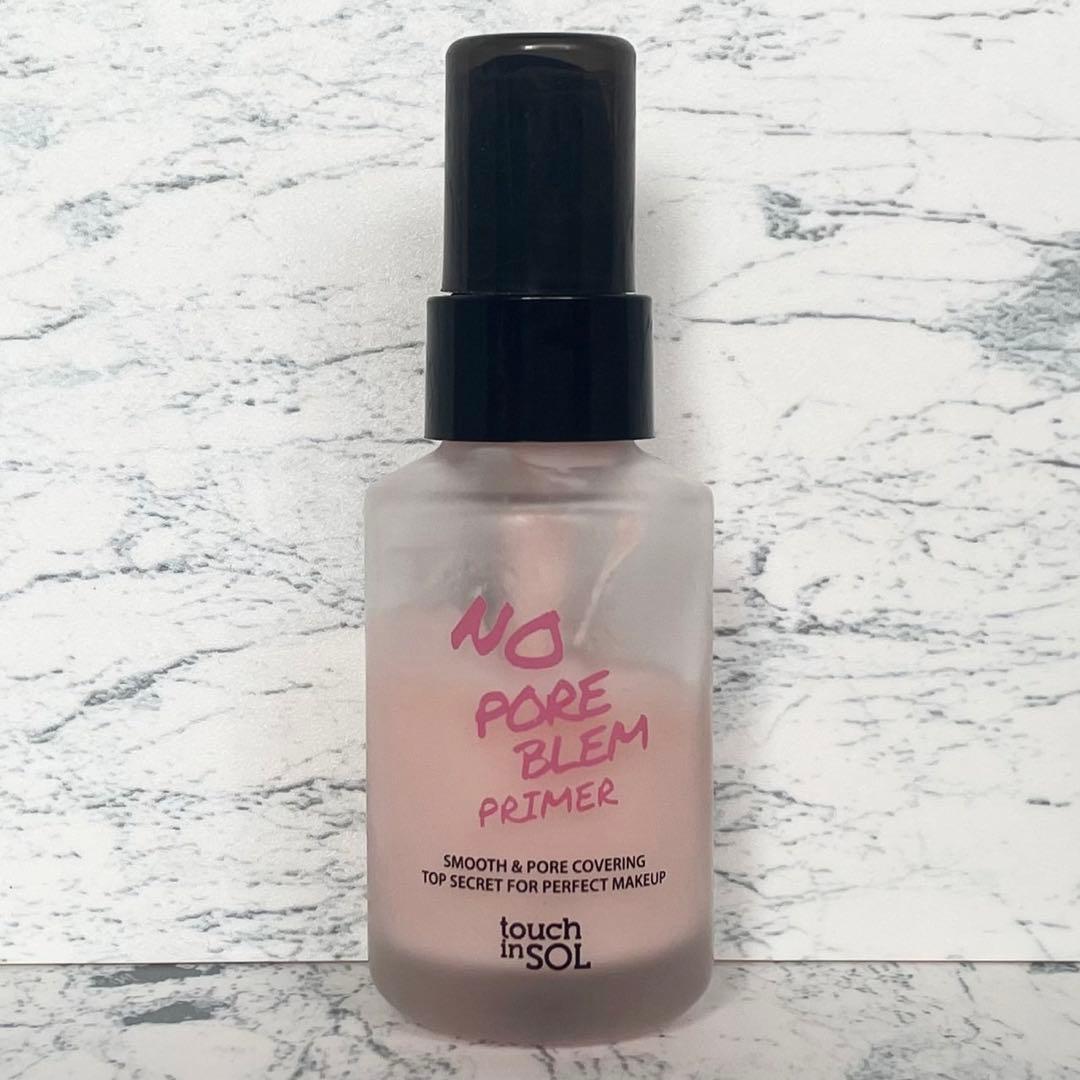 NO
PORE
BLEM
PRIMER
SMOOTH & PORE COVERING
TOP SECRET FOR PERFECT MAKEUP
touch
in SOL